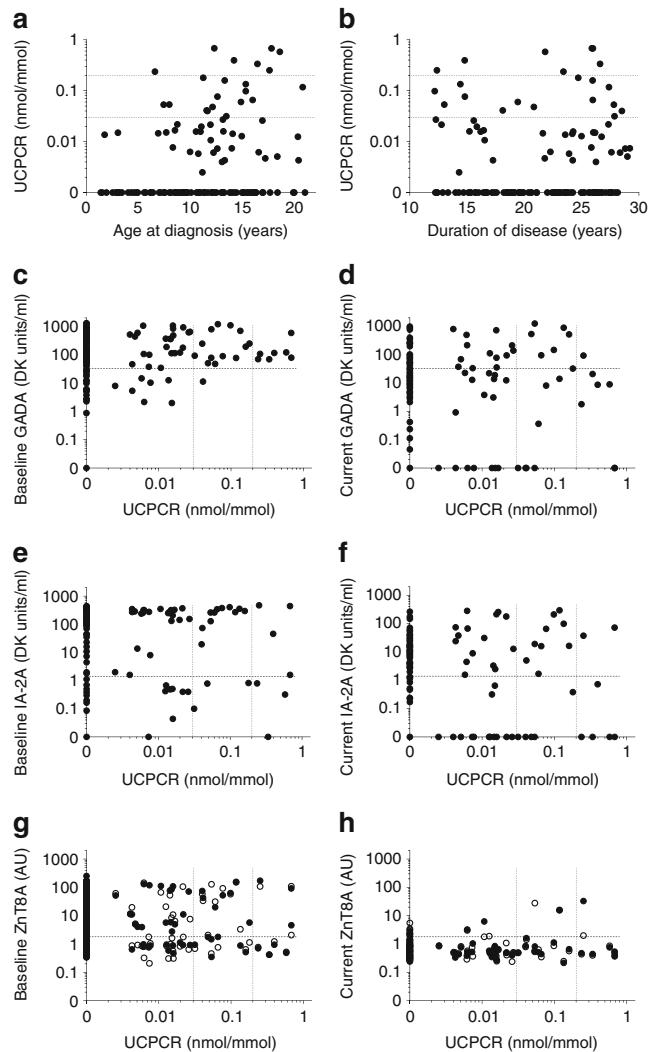 a
UCPCR (nmol/mmol)
1
0.1
0.01
0
0 5 10 15 20
Age at diagnosis (years)
b
UCPCR (nmol/mmol)
1
0.1
0.01
0
10 15 20 25 30
Duration of disease (years)
c
Baseline GADA (DK units/ml)
1000
100
10
1
0.1
0
0 0.01 0.1 1
UCPCR (nmol/mmol)
d
Current GADA (DK units/ml)
1000
100
10
1
0.1
0
0 0.01 0.1 1
UCPCR (nmol/mmol)
e
Baseline IA-2A (DK units/ml)
1000
100
10
1
0.1
0
0 0.01 0.1 1
UCPCR (nmol/mmol)
f
Current IA-2A (DK units/ml)
1000
100
10
1
0.1
0
0 0.01 0.1 1
UCPCR (nmol/mmol)
g
Baseline ZnT8A (AU)
1000
100
10
1
0.1
0
0 0.01 0.1 1
UCPCR (nmol/mmol)
h
Current ZnT8A (AU)
1000
100
10
1
0.1
0
0 0.01 0.1 1
UCPCR (nmol/mmol)